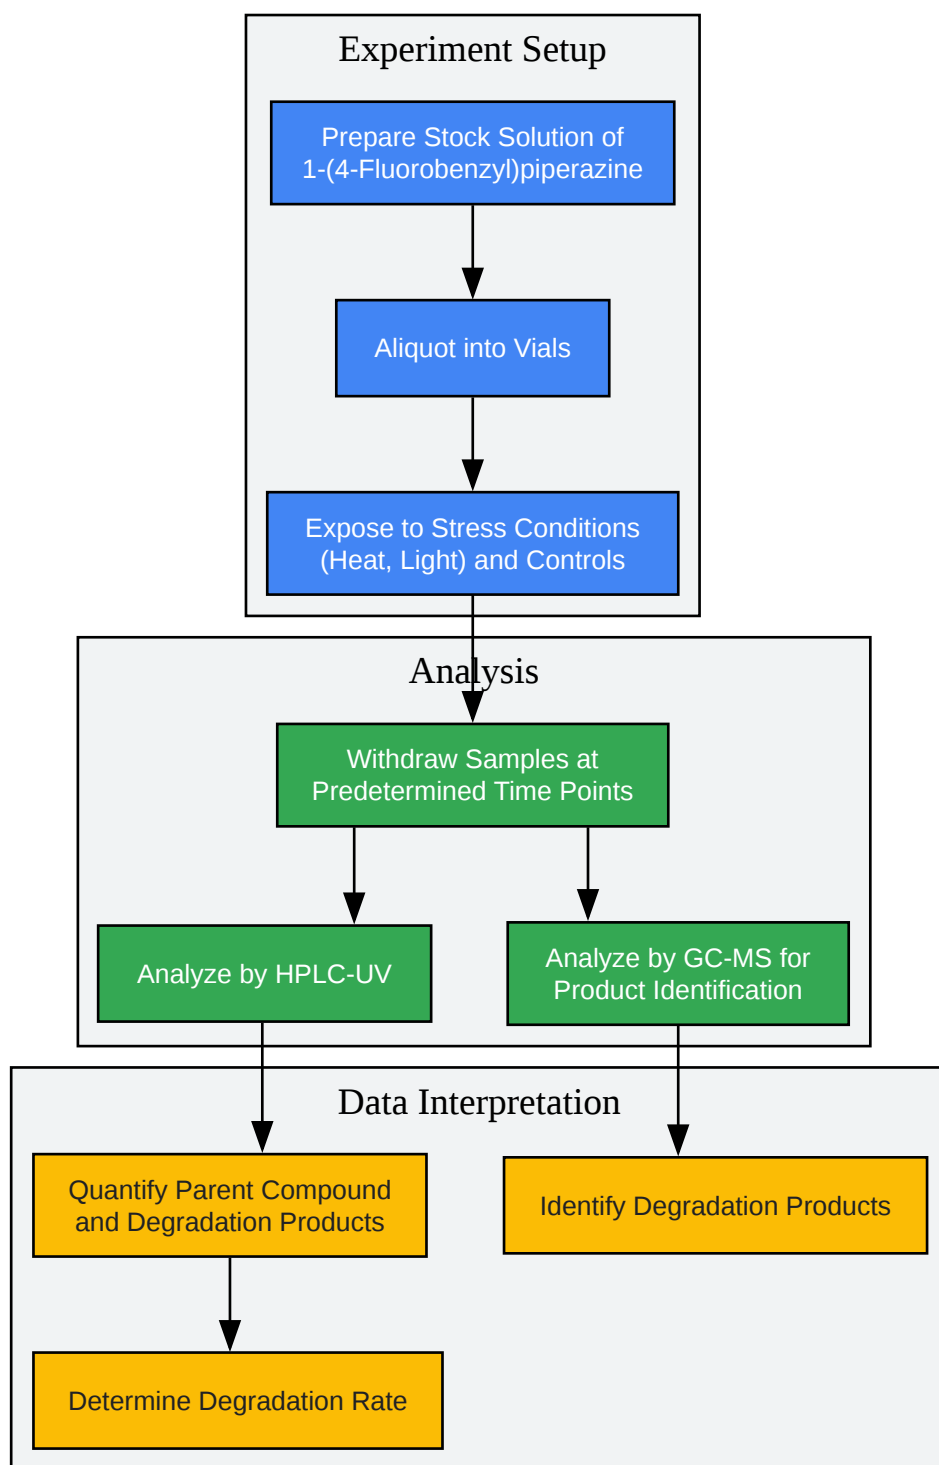 Experiment Setup
Prepare Stock Solution of
1-(4-Fluorobenzyl)piperazine
Aliquot into Vials
Expose to Stress Conditions
(Heat, Light) and Controls
Analysis
Withdraw Samples at
Predetermined Time Points
Analyze by HPLC-UV
Analyze by GC-MS for
Product Identification
Data Interpretation
Quantify Parent Compound
and Degradation Products
Identify Degradation Products
Determine Degradation Rate